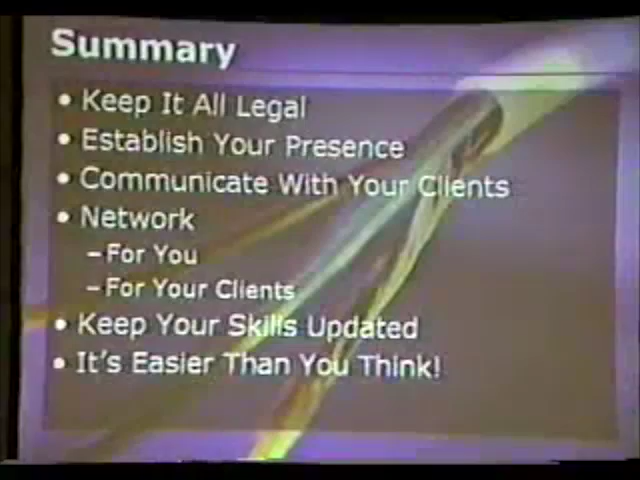 Summary
• Keep It All Legal
• Establish Your Presence
• Communicate With Your Clients
• Network
– For You
– For Your Clients
• Keep Your Skills Updated
• It's Easier Than You Think!